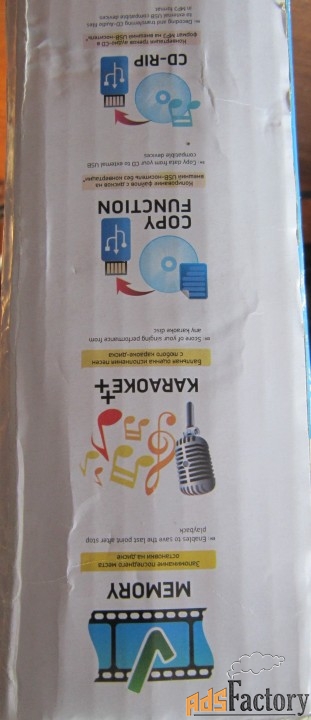 MEMORY
Запоминание последнего места
остановки на диске
Enables to save the last point after stop
playback
KARAOKE++
Бальная оценка исполнения песен
с любого караоке-диска
Score of your singing performance from
any karaoke disc
COPY
FUNCTION
Копирование файлов с дисков на
внешний USB-носитель без конвертации
Copy data from your CD to external USB
compatible devices
CD-RIP
Конвертация треков аудио-CD в
формат MP3 на внешний USB-носитель
Decoding and transferring CD-Audio files
to external USB compatible devices
in MP3 format
AdsFactory